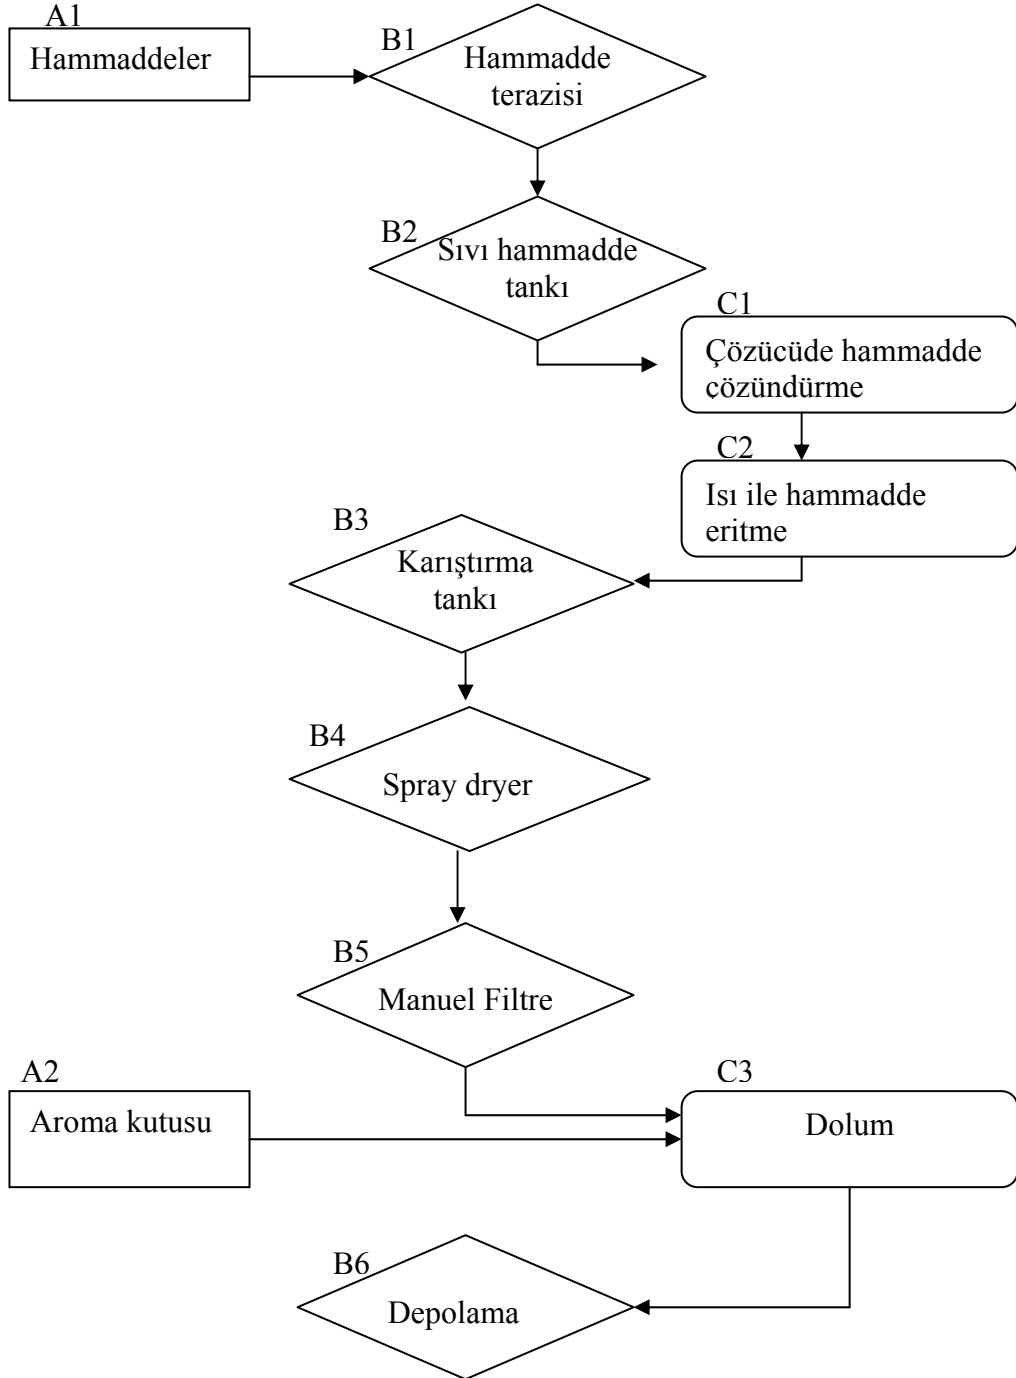 A1
Hammaddeler
B1
Hammadde
terazisi
B2
Sıvı hammadde
tankı
C1
Çözücüde hammadde
çözündürme
C2
Isı ile hammadde
eritme
B3
Karıştırma
tankı
B4
Spray dryer
B5
Manuel Filtre
A2
Aroma kutusu
C3
Dolum
B6
Depolama